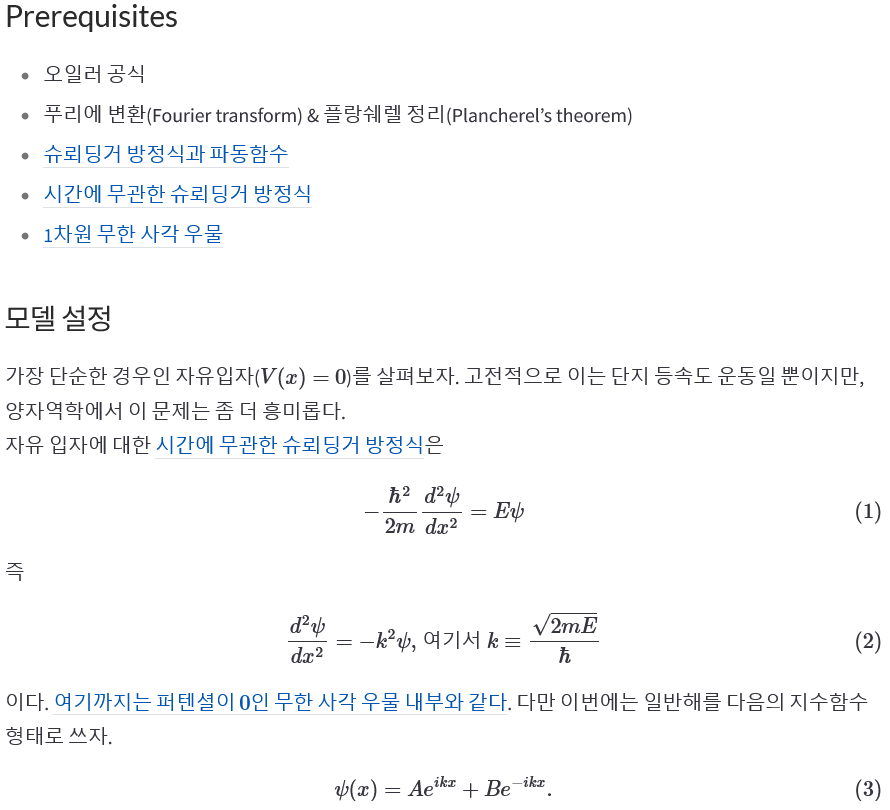 Prerequisites
• 오일러 공식
• 푸리에 변환(Fourier transform) & 플랑쉐렐 정리(Plancherel's theorem)
• 슈뢰딩거 방정식과 파동함수
• 시간에 무관한 슈뢰딩거 방정식
• 1차원 무한 사각 우물
모델 설정
가장 단순한 경우인 자유입자(V(x) = 0)를 살펴보자. 고전적으로 이는 단지 등속도 운동일 뿐이지만,
양자역학에서 이 문제는 좀 더 흥미롭다.
자유 입자에 대한 시간에 무관한 슈뢰딩거 방정식은
$-\frac{\hbar^2}{2m}\frac{d^2\psi}{dx^2} = E\psi$ (1)
즉
$\frac{d^2\psi}{dx^2} = -k^2\psi$, 여기서 $k \equiv \frac{\sqrt{2mE}}{\hbar}$ (2)
이다. 여기까지는 퍼텐셜이 0인 무한 사각 우물 내부와 같다. 다만 이번에는 일반해를 다음의 지수함수
형태로 쓰자.
$\psi(x) = Ae^{ikx} + Be^{-ikx}.$ (3)